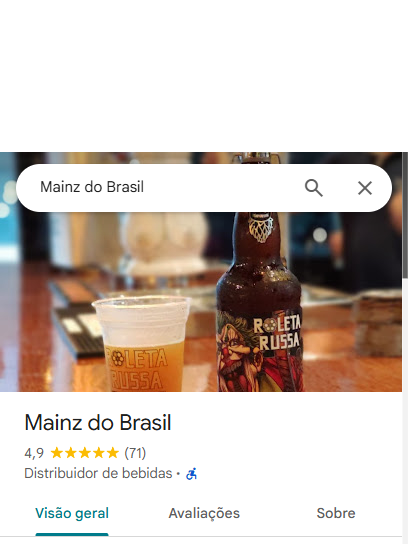 Mainz do Brasil
ROLETA
RUSSA
ROLETA
RUSSA
Mainz do Brasil
4,9 ★★★★★ (71)
Distribuidor de bebidas ·
Visão geral
Avaliações
Sobre